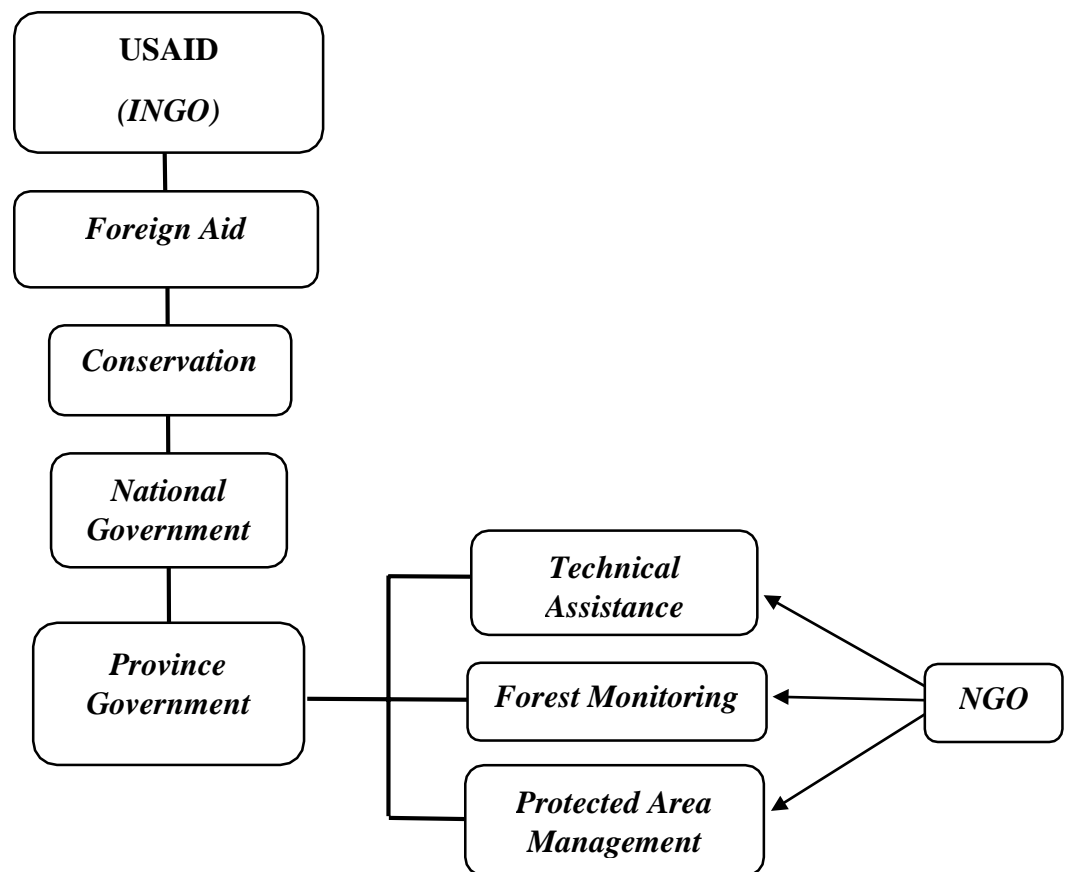 USAID
(INGO)
Foreign Aid
Conservation
National
Government
Province
Government
Technical
Assistance
Forest Monitoring
NGO
Protected Area
Management